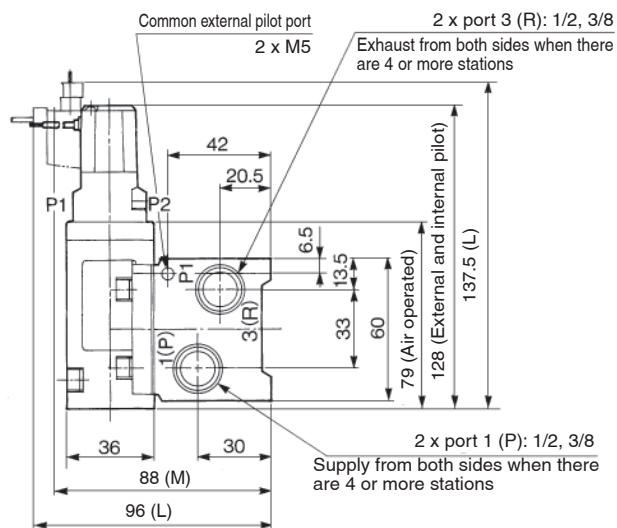 Common external pilot port
2 x M5
2 x port 3 (R): 1/2, 3/8
Exhaust from both sides when there
are 4 or more stations
42
20.5
P1
P2
6.5
13.5
P1
3 (R)
33
60
1(P)
79 (Air operated)
128 (External and internal pilot)
137.5 (L)
36
30
88 (M)
96 (L)
2 x port 1 (P): 1/2, 3/8
Supply from both sides when there
are 4 or more stations